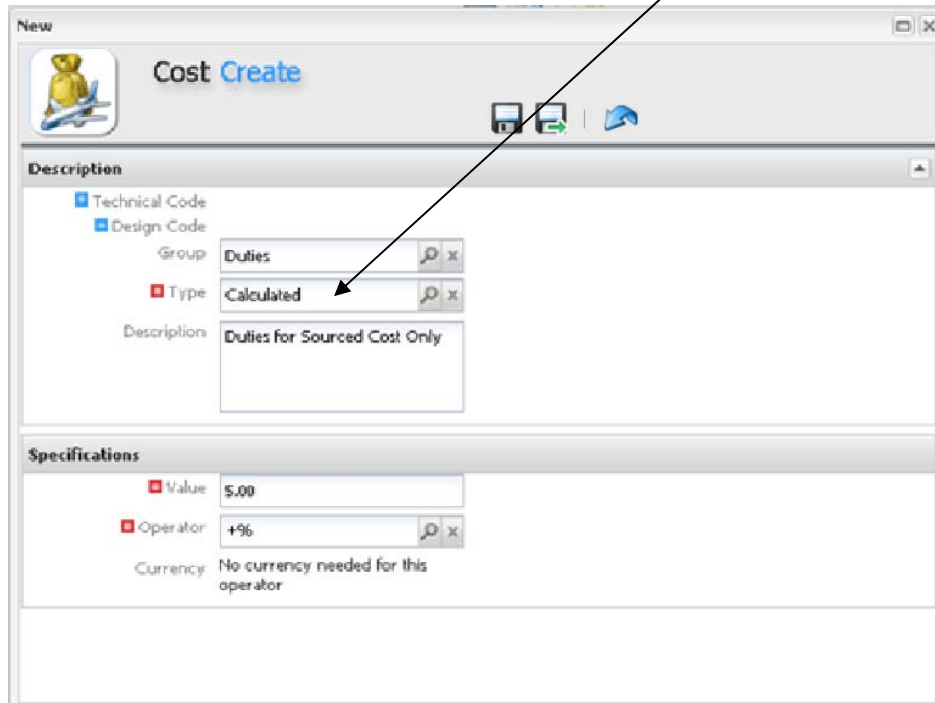 New
Cost Create
Description
Technical Code
Design Code
Group Duties
Type Calculated
Description Duties for Sourced Cost Only
Specifications
Value 5.00
Operator +%
Currency No currency needed for this
operator